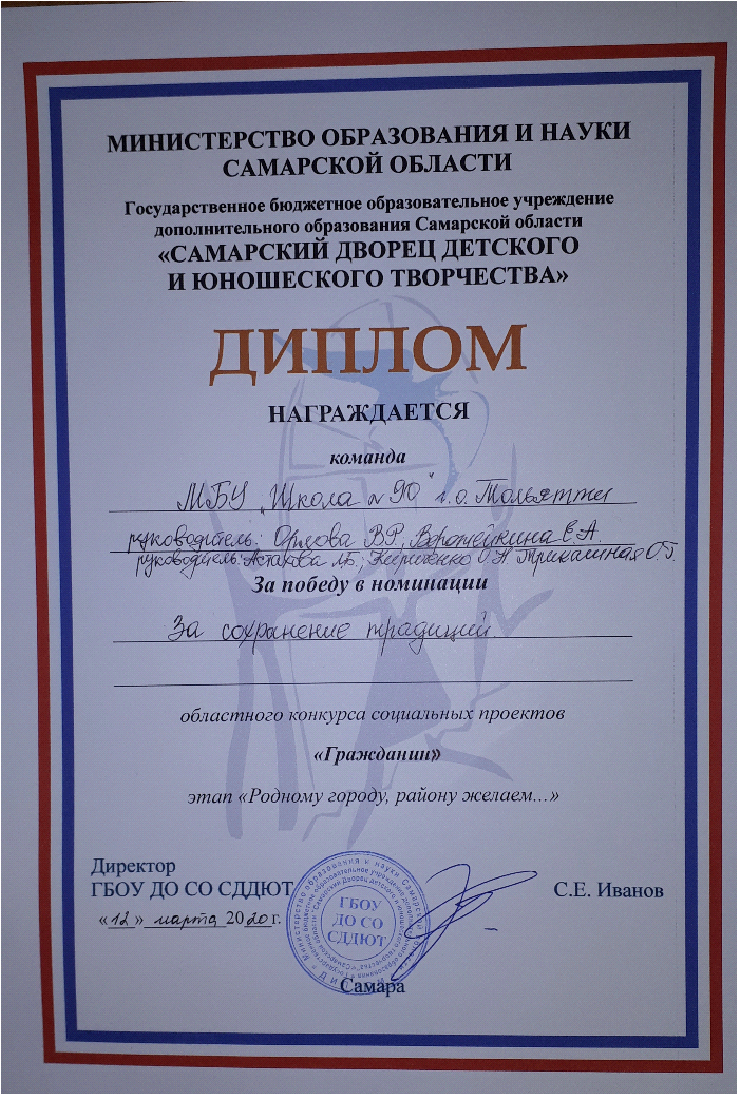 МИНИСТЕРСТВО ОБРАЗОВАНИЯ И НАУКИ
САМАРСКОЙ ОБЛАСТИ
Государственное бюджетное образовательное учреждение
дополнительного образования Самарской области
«САМАРСКИЙ ДВОРЕЦ ДЕТСКОГО
И ЮНОШЕСКОГО ТВОРЧЕСТВА»
ДИПЛОМ
НАГРАЖДАЕТСЯ
команда
МБУ „Школа № 90" г.о. Тольятти
руководитель: Орлова В.Р., Ворожейкина Е.А.
руководитель: Астахова Л.Б., О.Н. О.Г.
За победу в номинации
За сохранение традиций
областного конкурса социальных проектов
«Гражданин»
этап «Родному городу, району желаем...»
Директор
ГБОУ ДО СО СДДЮТ
С.Е. Иванов
«12» марта 2020 г.
ГБОУ
ДО СО
СДДЮТ
Самара